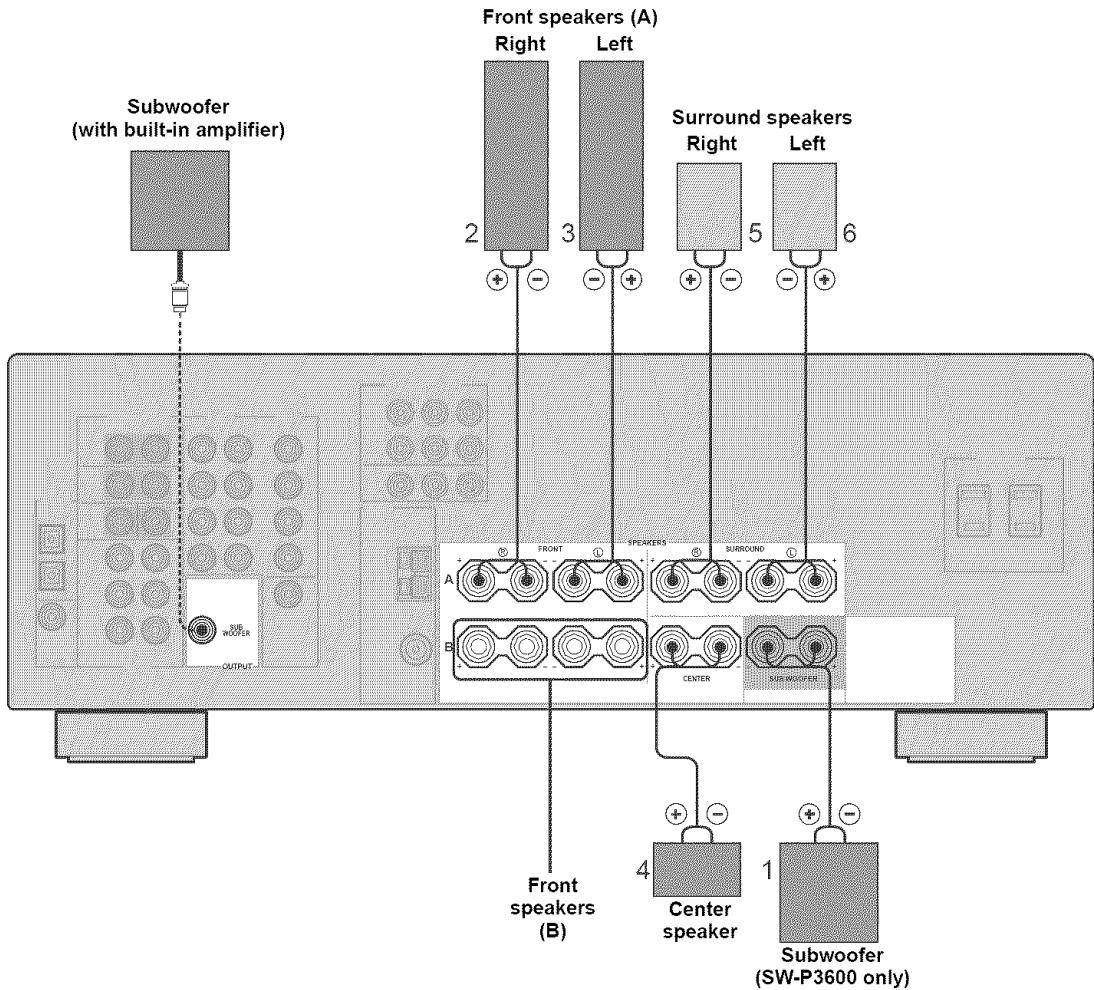 Front speakers (A)
Right Left
Subwoofer
(with built-in amplifier)
Surround speakers
Right Left
2 3 5 6
+ − − + + − − +
SPEAKERS
R FRONT L R SURROUND L
+ − − + + − − +
A
B
SUB
WOOFER
OUTPUT
+ − − + + − − +
CENTER SUB WOOFER
+ − + −
4 1
Front
speakers
(B)
Center
speaker
Subwoofer
(SW-P3600 only)